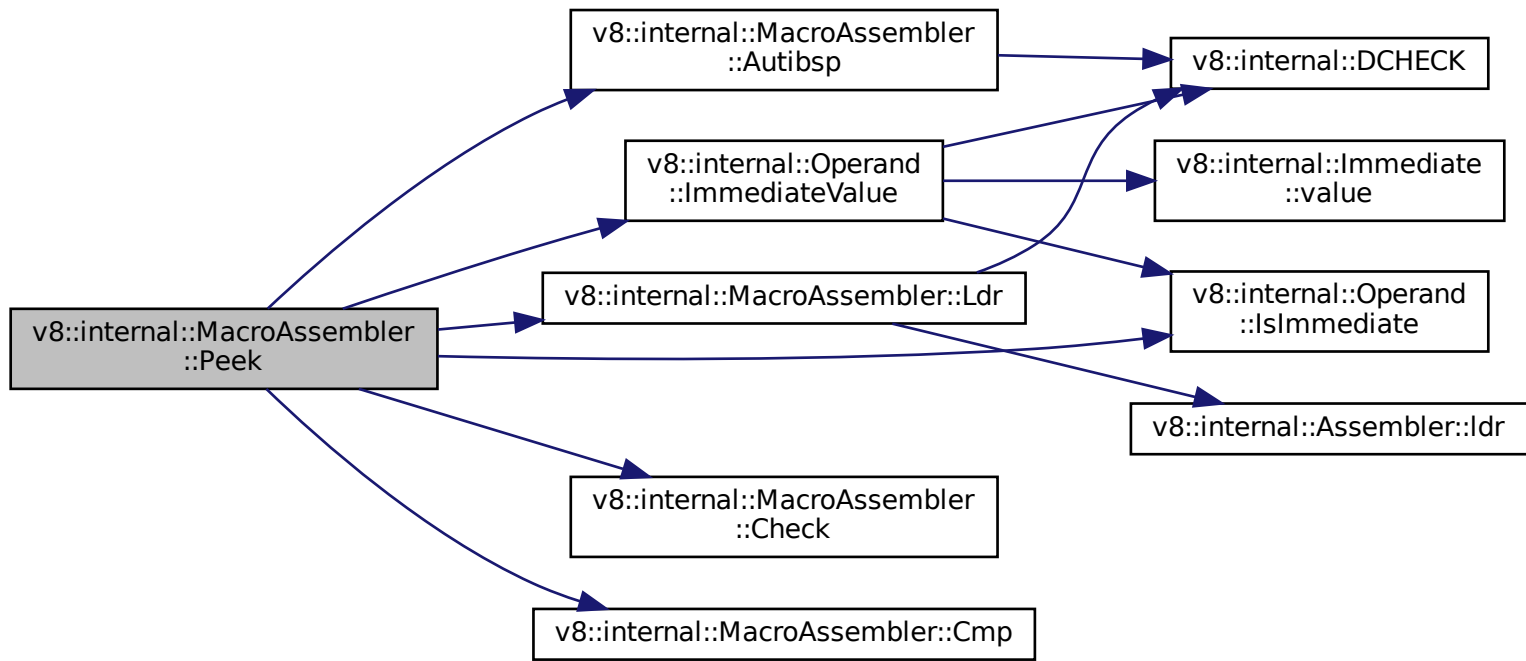 v8::internal::MacroAssembler
::Peek
v8::internal::MacroAssembler
::Autibsp
v8::internal::DCHECK
v8::internal::Operand
::ImmediateValue
v8::internal::Immediate
::value
v8::internal::MacroAssembler::Ldr
v8::internal::Operand
::IsImmediate
v8::internal::Assembler::ldr
v8::internal::MacroAssembler
::Check
v8::internal::MacroAssembler::Cmp